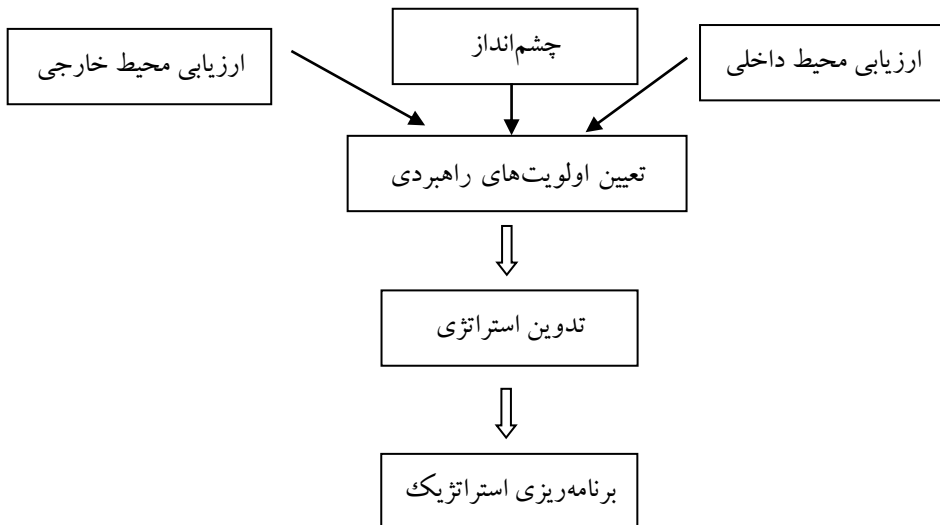 چشم‌انداز
ارزیابی محیط داخلی
ارزیابی محیط خارجی
تعیین اولویت‌های راهبردی
تدوین استراتژی
برنامه‌ریزی استراتژیک